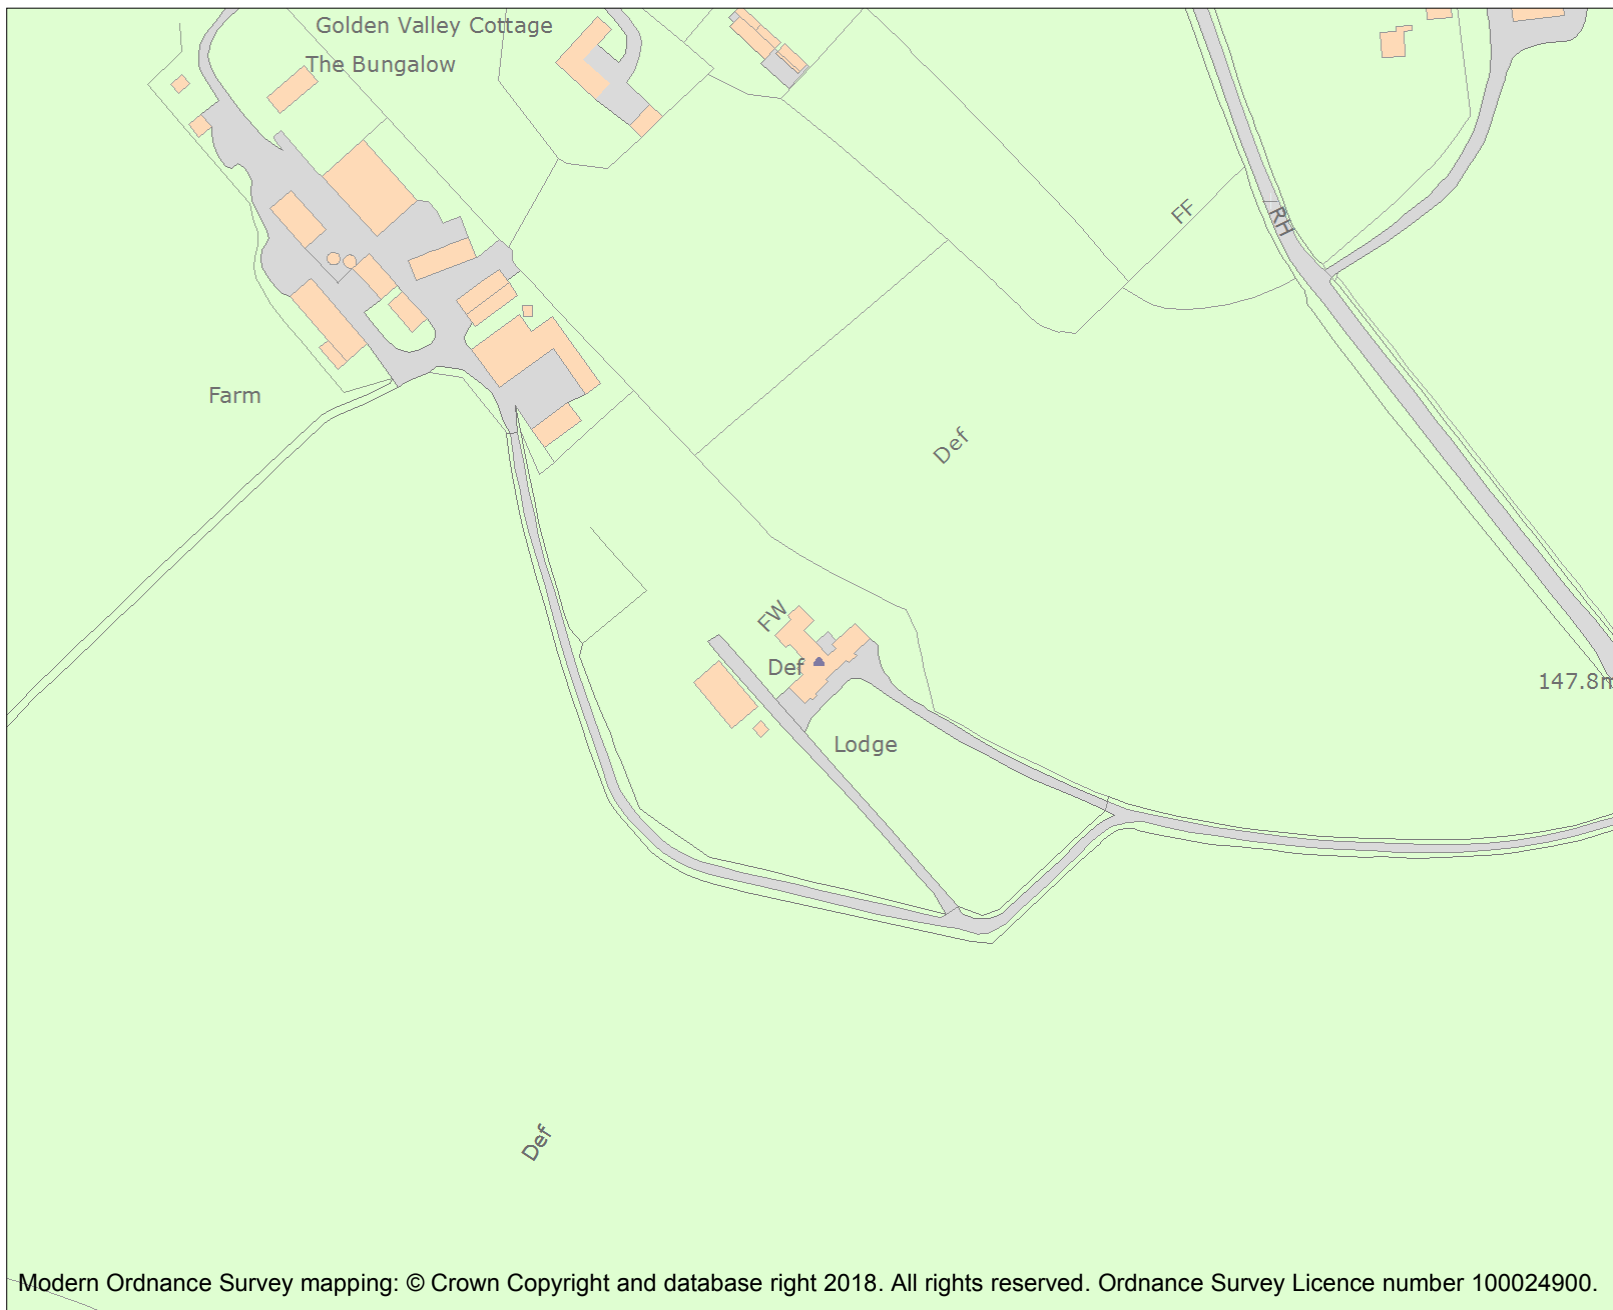 Golden Valley Cottage
The Bungalow
FF
RH
Farm
Def
FW
Def
147.8m
Lodge
Def
Modern Ordnance Survey mapping: © Crown Copyright and database right 2018. All rights reserved. Ordnance Survey Licence number 100024900.